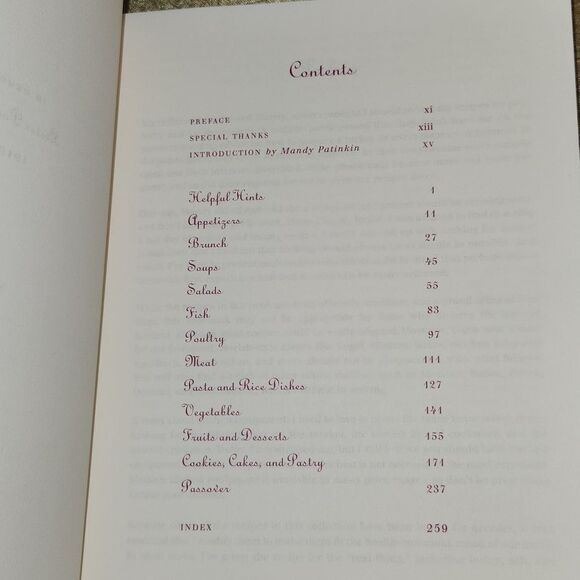 Contents
PREFACE xi
SPECIAL THANKS xiii
INTRODUCTION by Mandy Patinkin xv
Helpful Hints 1
Appetizers 11
Brunch 27
Soups 45
Salads 55
Fish 83
Poultry 97
Meat 111
Pasta and Rice Dishes 127
Vegetables 141
Fruits and Desserts 155
Cookies, Cakes, and Pastry 171
Passover 237
INDEX 259